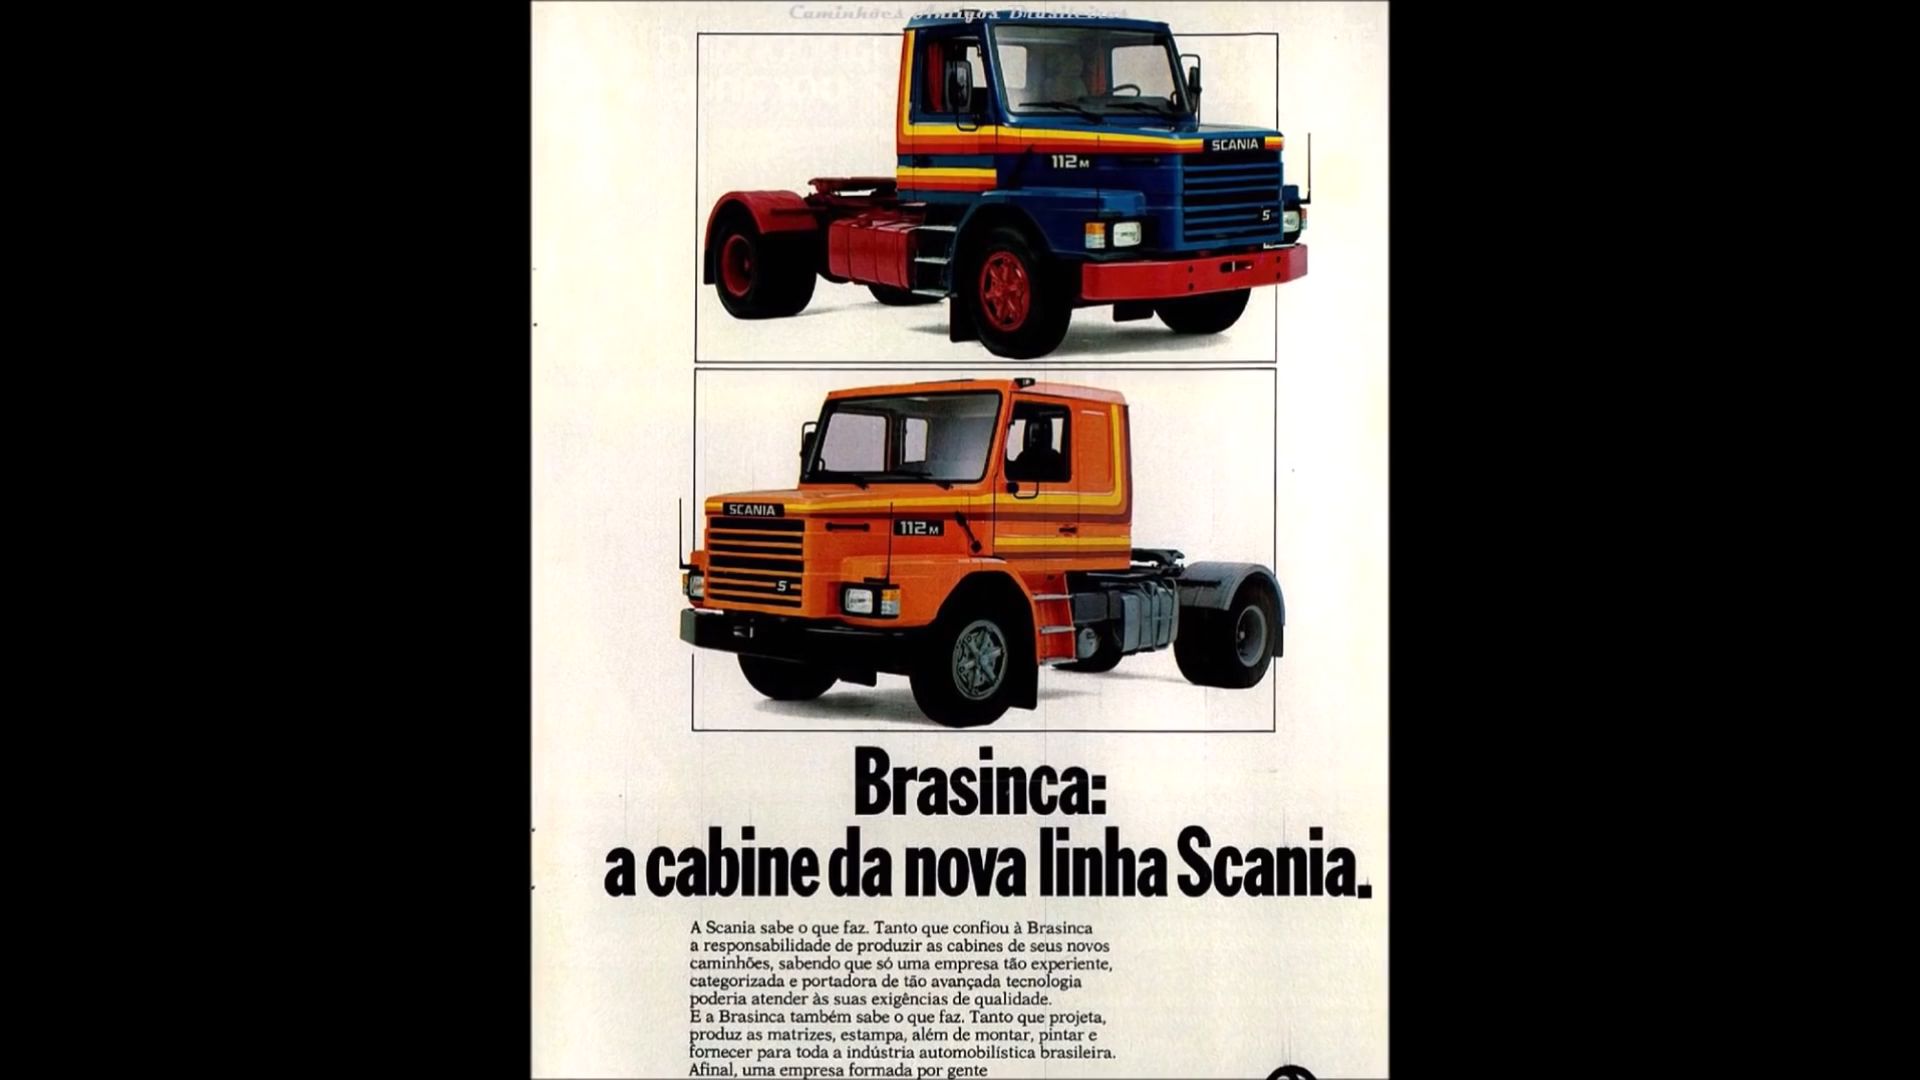 Caminhões Antigos Brasileiros
SCANIA
112 M
S
SCANIA
112 M
S
Brasinca:
a cabine da nova linha Scania.
A Scania sabe o que faz. Tanto que confiou à Brasinca
a responsabilidade de produzir as cabines de seus novos
caminhões, sabendo que só uma empresa tão experiente,
categorizada e portadora de tão avançada tecnologia
poderia atender às suas exigências de qualidade.
E a Brasinca também sabe o que faz. Tanto que projeta,
produz as matrizes, estampa, além de montar, pintar e
fornecer para toda a indústria automobilística brasileira.
Afinal, uma empresa formada por gente